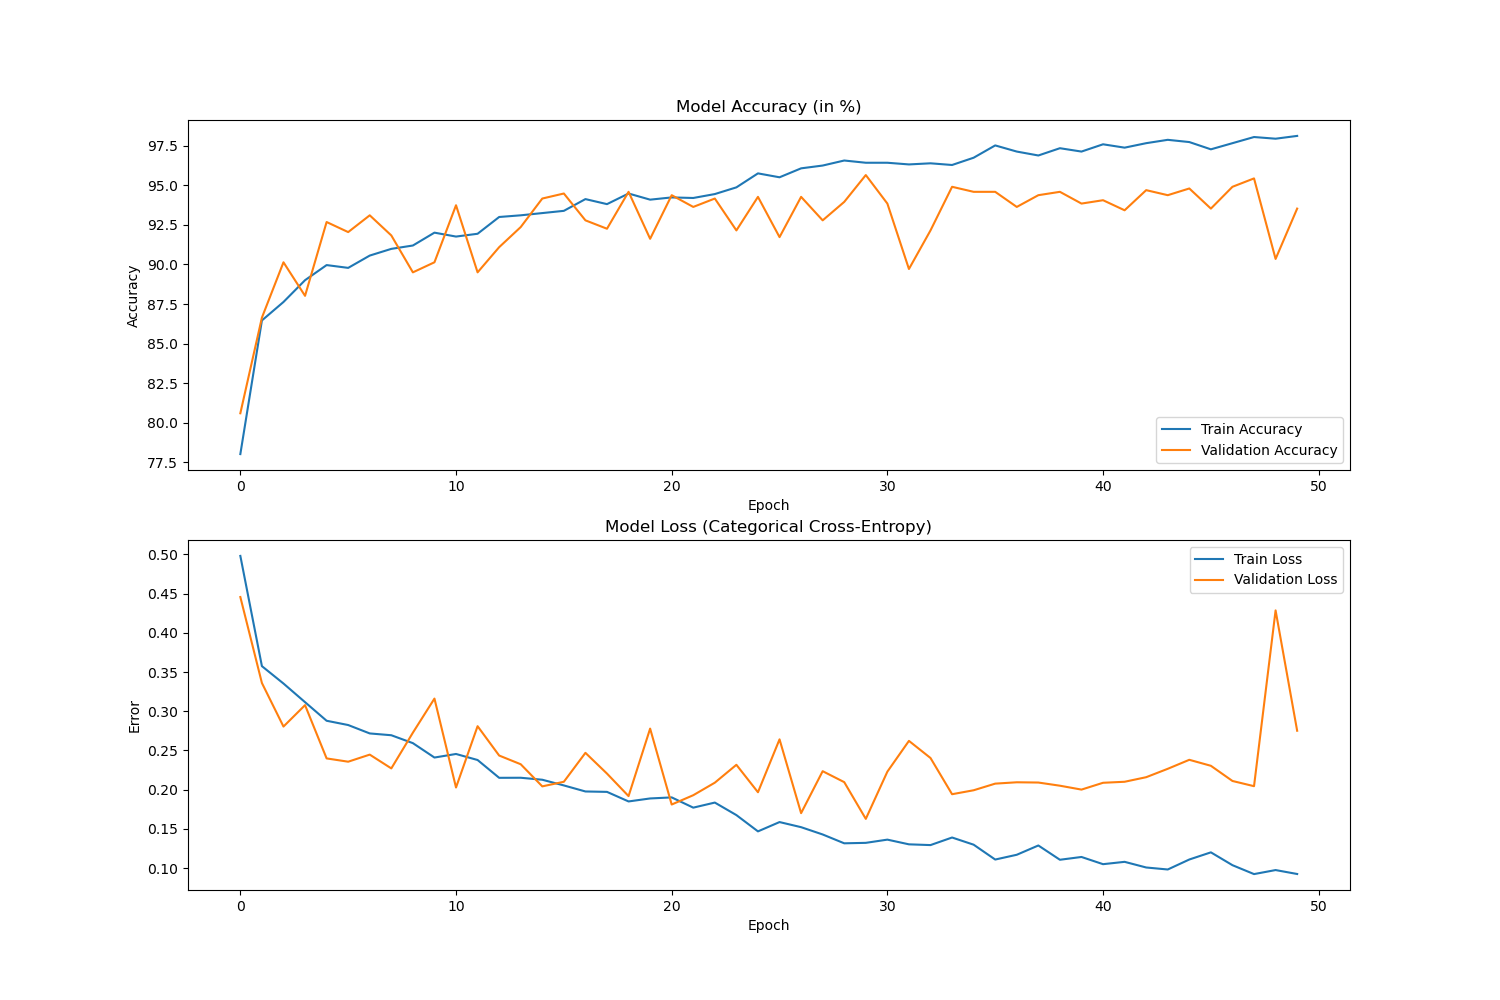 Model Accuracy (in %)
97.5
95.0
92.5
90.0
87.5
85.0
82.5
80.0
77.5
Accuracy
Train Accuracy
Validation Accuracy
0 10 20 30 40 50
Epoch
Model Loss (Categorical Cross-Entropy)
0.50
0.45
0.40
0.35
0.30
0.25
0.20
0.15
0.10
Error
Train Loss
Validation Loss
0 10 20 30 40 50
Epoch